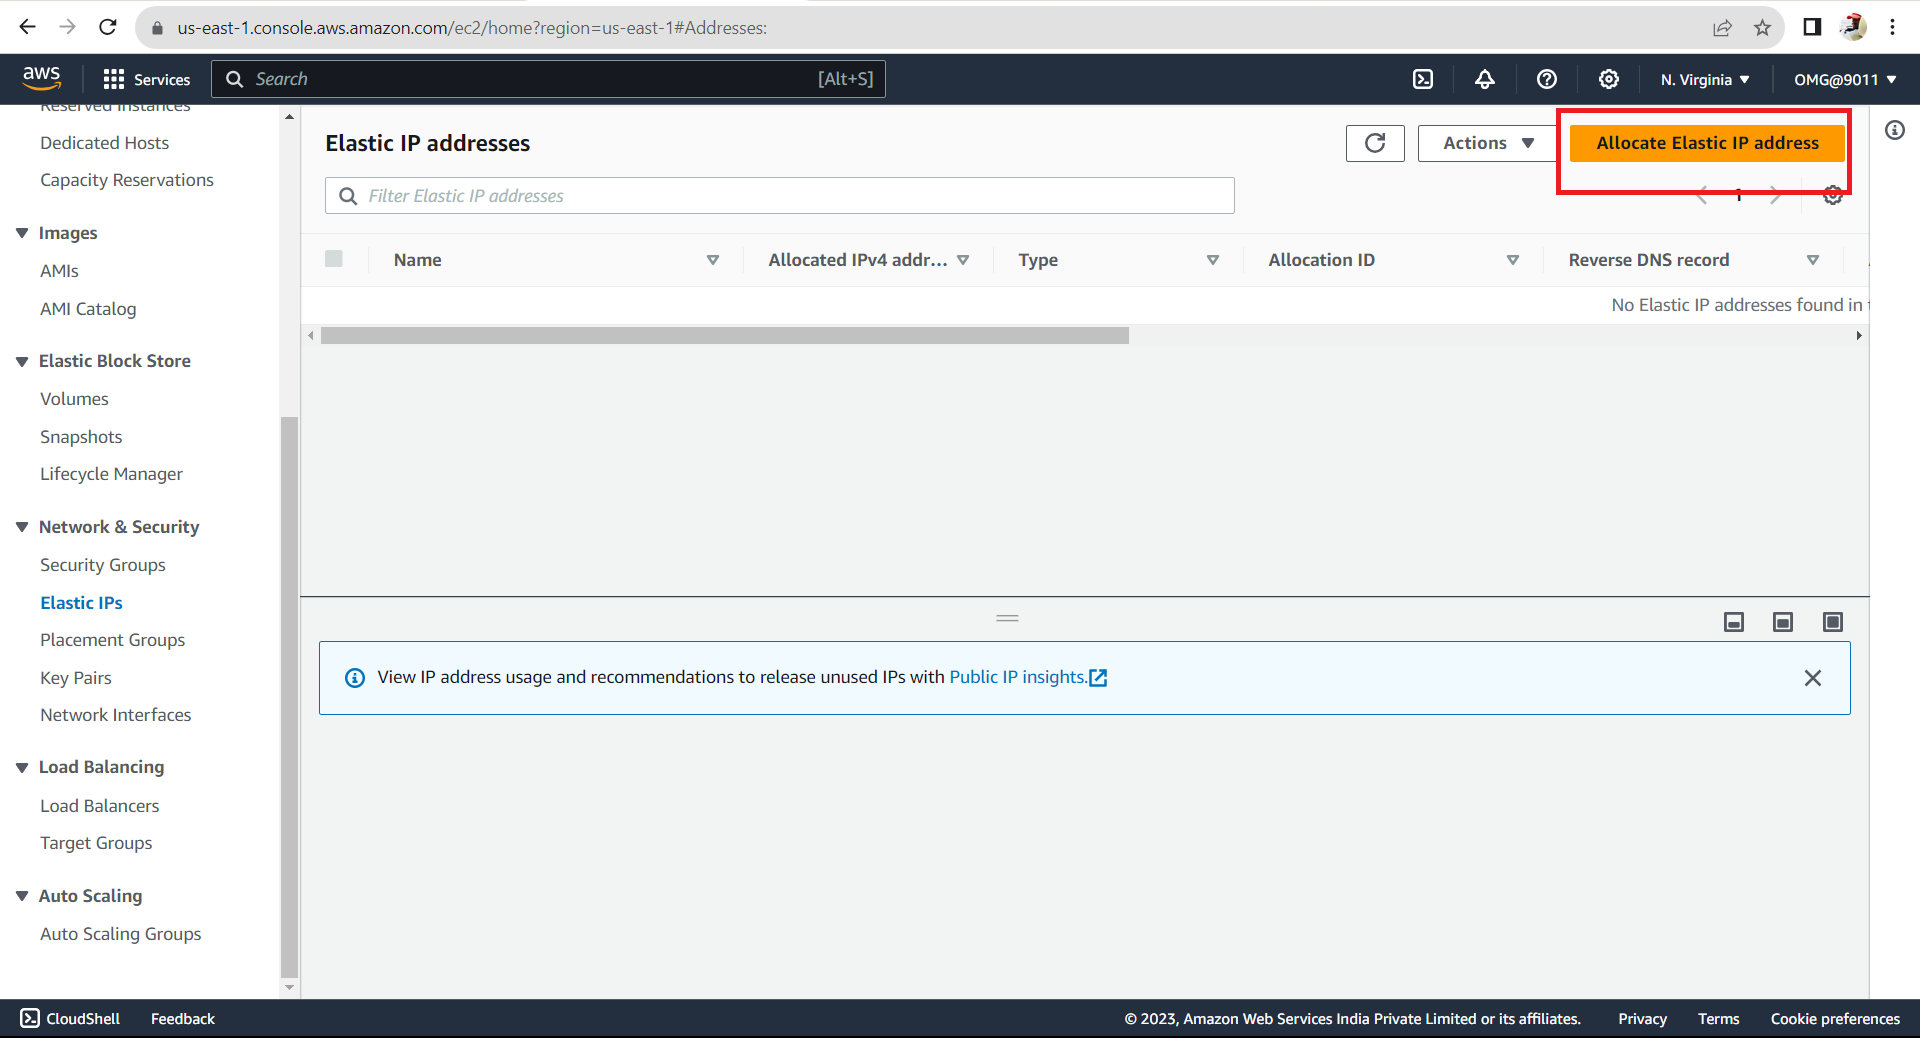 us-east-1.console.aws.amazon.com/ec2/home?region=us-east-1#Addresses:
aws
Services
Search
[Alt+S]
N. Virginia
OMG@9011
Reserved Instances
Dedicated Hosts
Capacity Reservations
Images
AMIs
AMI Catalog
Elastic Block Store
Volumes
Snapshots
Lifecycle Manager
Network & Security
Security Groups
Elastic IPs
Placement Groups
Key Pairs
Network Interfaces
Load Balancing
Load Balancers
Target Groups
Auto Scaling
Auto Scaling Groups
Elastic IP addresses
Actions
Allocate Elastic IP address
Filter Elastic IP addresses
1
Name
Allocated IPv4 addr...
Type
Allocation ID
Reverse DNS record
No Elastic IP addresses found in
View IP address usage and recommendations to release unused IPs with Public IP insights.
CloudShell
Feedback
© 2023, Amazon Web Services India Private Limited or its affiliates.
Privacy
Terms
Cookie preferences